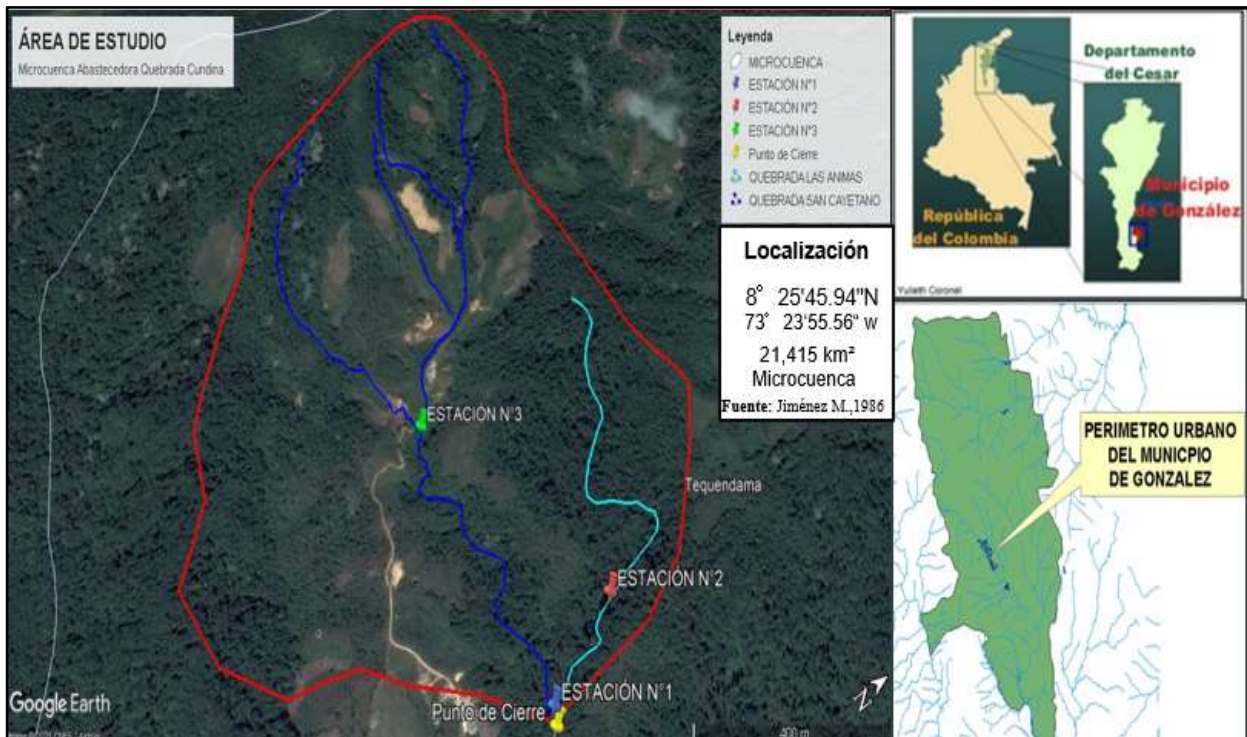 ÁREA DE ESTUDIO
Microcuenca Abastecedora Quebrada Cundina
Leyenda
MICROCUENCA
ESTACIÓN N°1
ESTACIÓN N°2
ESTACIÓN N°3
Punto de Cierre
QUEBRADA LAS ANIMAS
QUEBRADA SAN CAYETANO
Localización
8° 25'45.94"N
73° 23'55.56" w
21,415 km²
Microcuenca
Fuente: Jiménez M.,1986
ESTACIÓN N°3
Tequendama
ESTACIÓN N°2
ESTACIÓN N°1
Punto de Cierre
Google Earth
N
400 m
Departamento
del Cesar
Municipio
de González
República
del Colombia
Yulieth Coronel
PERIMETRO URBANO
DEL MUNICPIO
DE GONZALEZ